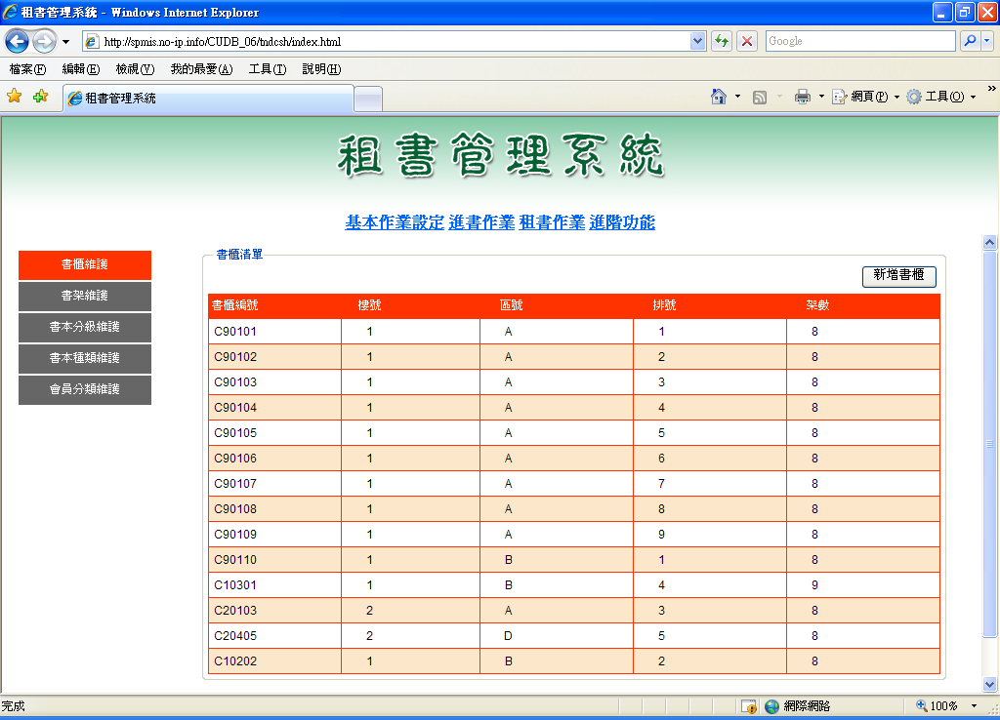 租書管理系統 - Windows Internet Explorer
http://spmis.no-ip.info/CUDB_06/tndcsh/index.html
Google
檔案(F) 編輯(E) 檢視(V) 我的最愛(A) 工具(T) 說明(H)
租書管理系統
網頁(P) 工具(O) »
租書管理系統
基本作業設定 進書作業 租書作業 進階功能
書櫃維護
書架維護
書本分級維護
書本種類維護
會員分類維護
書櫃清單
新增書櫃
書櫃編號 樓號 區號 排號 架數
C90101 1 A 1 8
C90102 1 A 2 8
C90103 1 A 3 8
C90104 1 A 4 8
C90105 1 A 5 8
C90106 1 A 6 8
C90107 1 A 7 8
C90108 1 A 8 8
C90109 1 A 9 8
C90110 1 B 1 8
C10301 1 B 4 9
C20103 2 A 3 8
C20405 2 D 5 8
C10202 1 B 2 8
完成
網際網路
100%